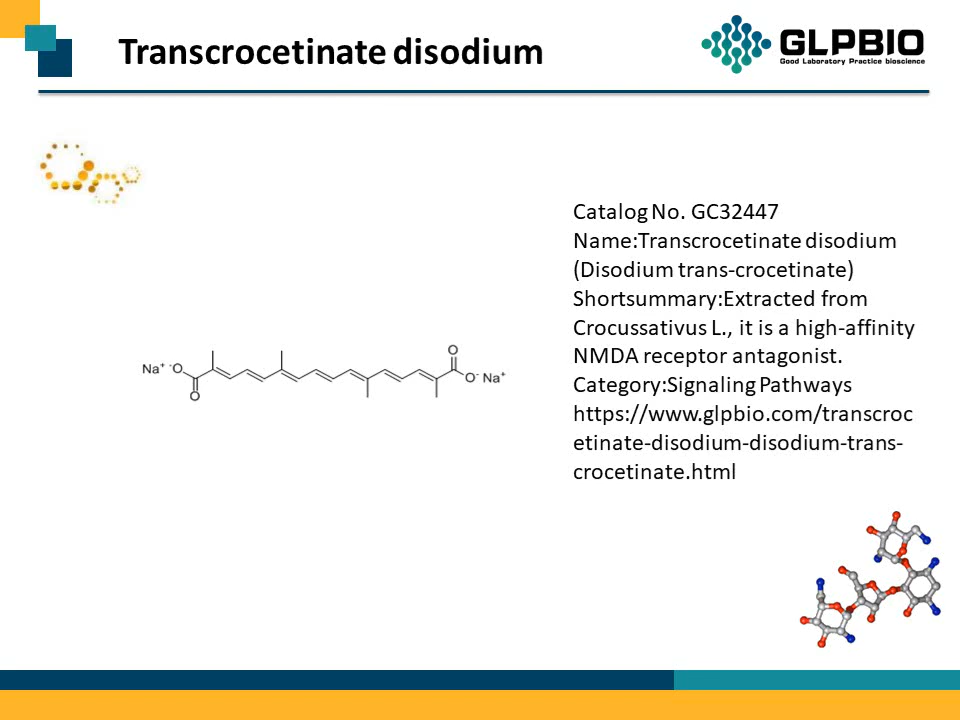 Transcrocetinate disodium
GLPBIO
Good Laboratory Practice bioscience
Catalog No. GC32447
Name:Transcrocetinate disodium
(Disodium trans-crocetinate)
Shortsummary:Extracted from
Crocussativus L., it is a high-affinity
NMDA receptor antagonist.
Category:Signaling Pathways
https://www.glpbio.com/transcroc
etinate-disodium-disodium-trans-
crocetinate.html
O
Na⁺ ⁻O
O⁻ Na⁺
O